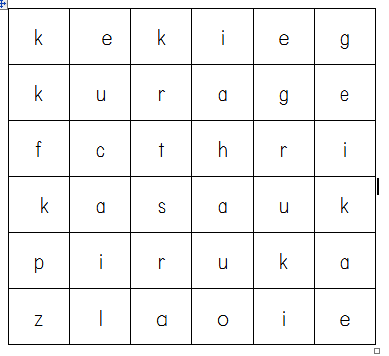 k e k i e g
k u r a g e
f c t h r i
k a s a u k
p i r u k a
z l a o i e